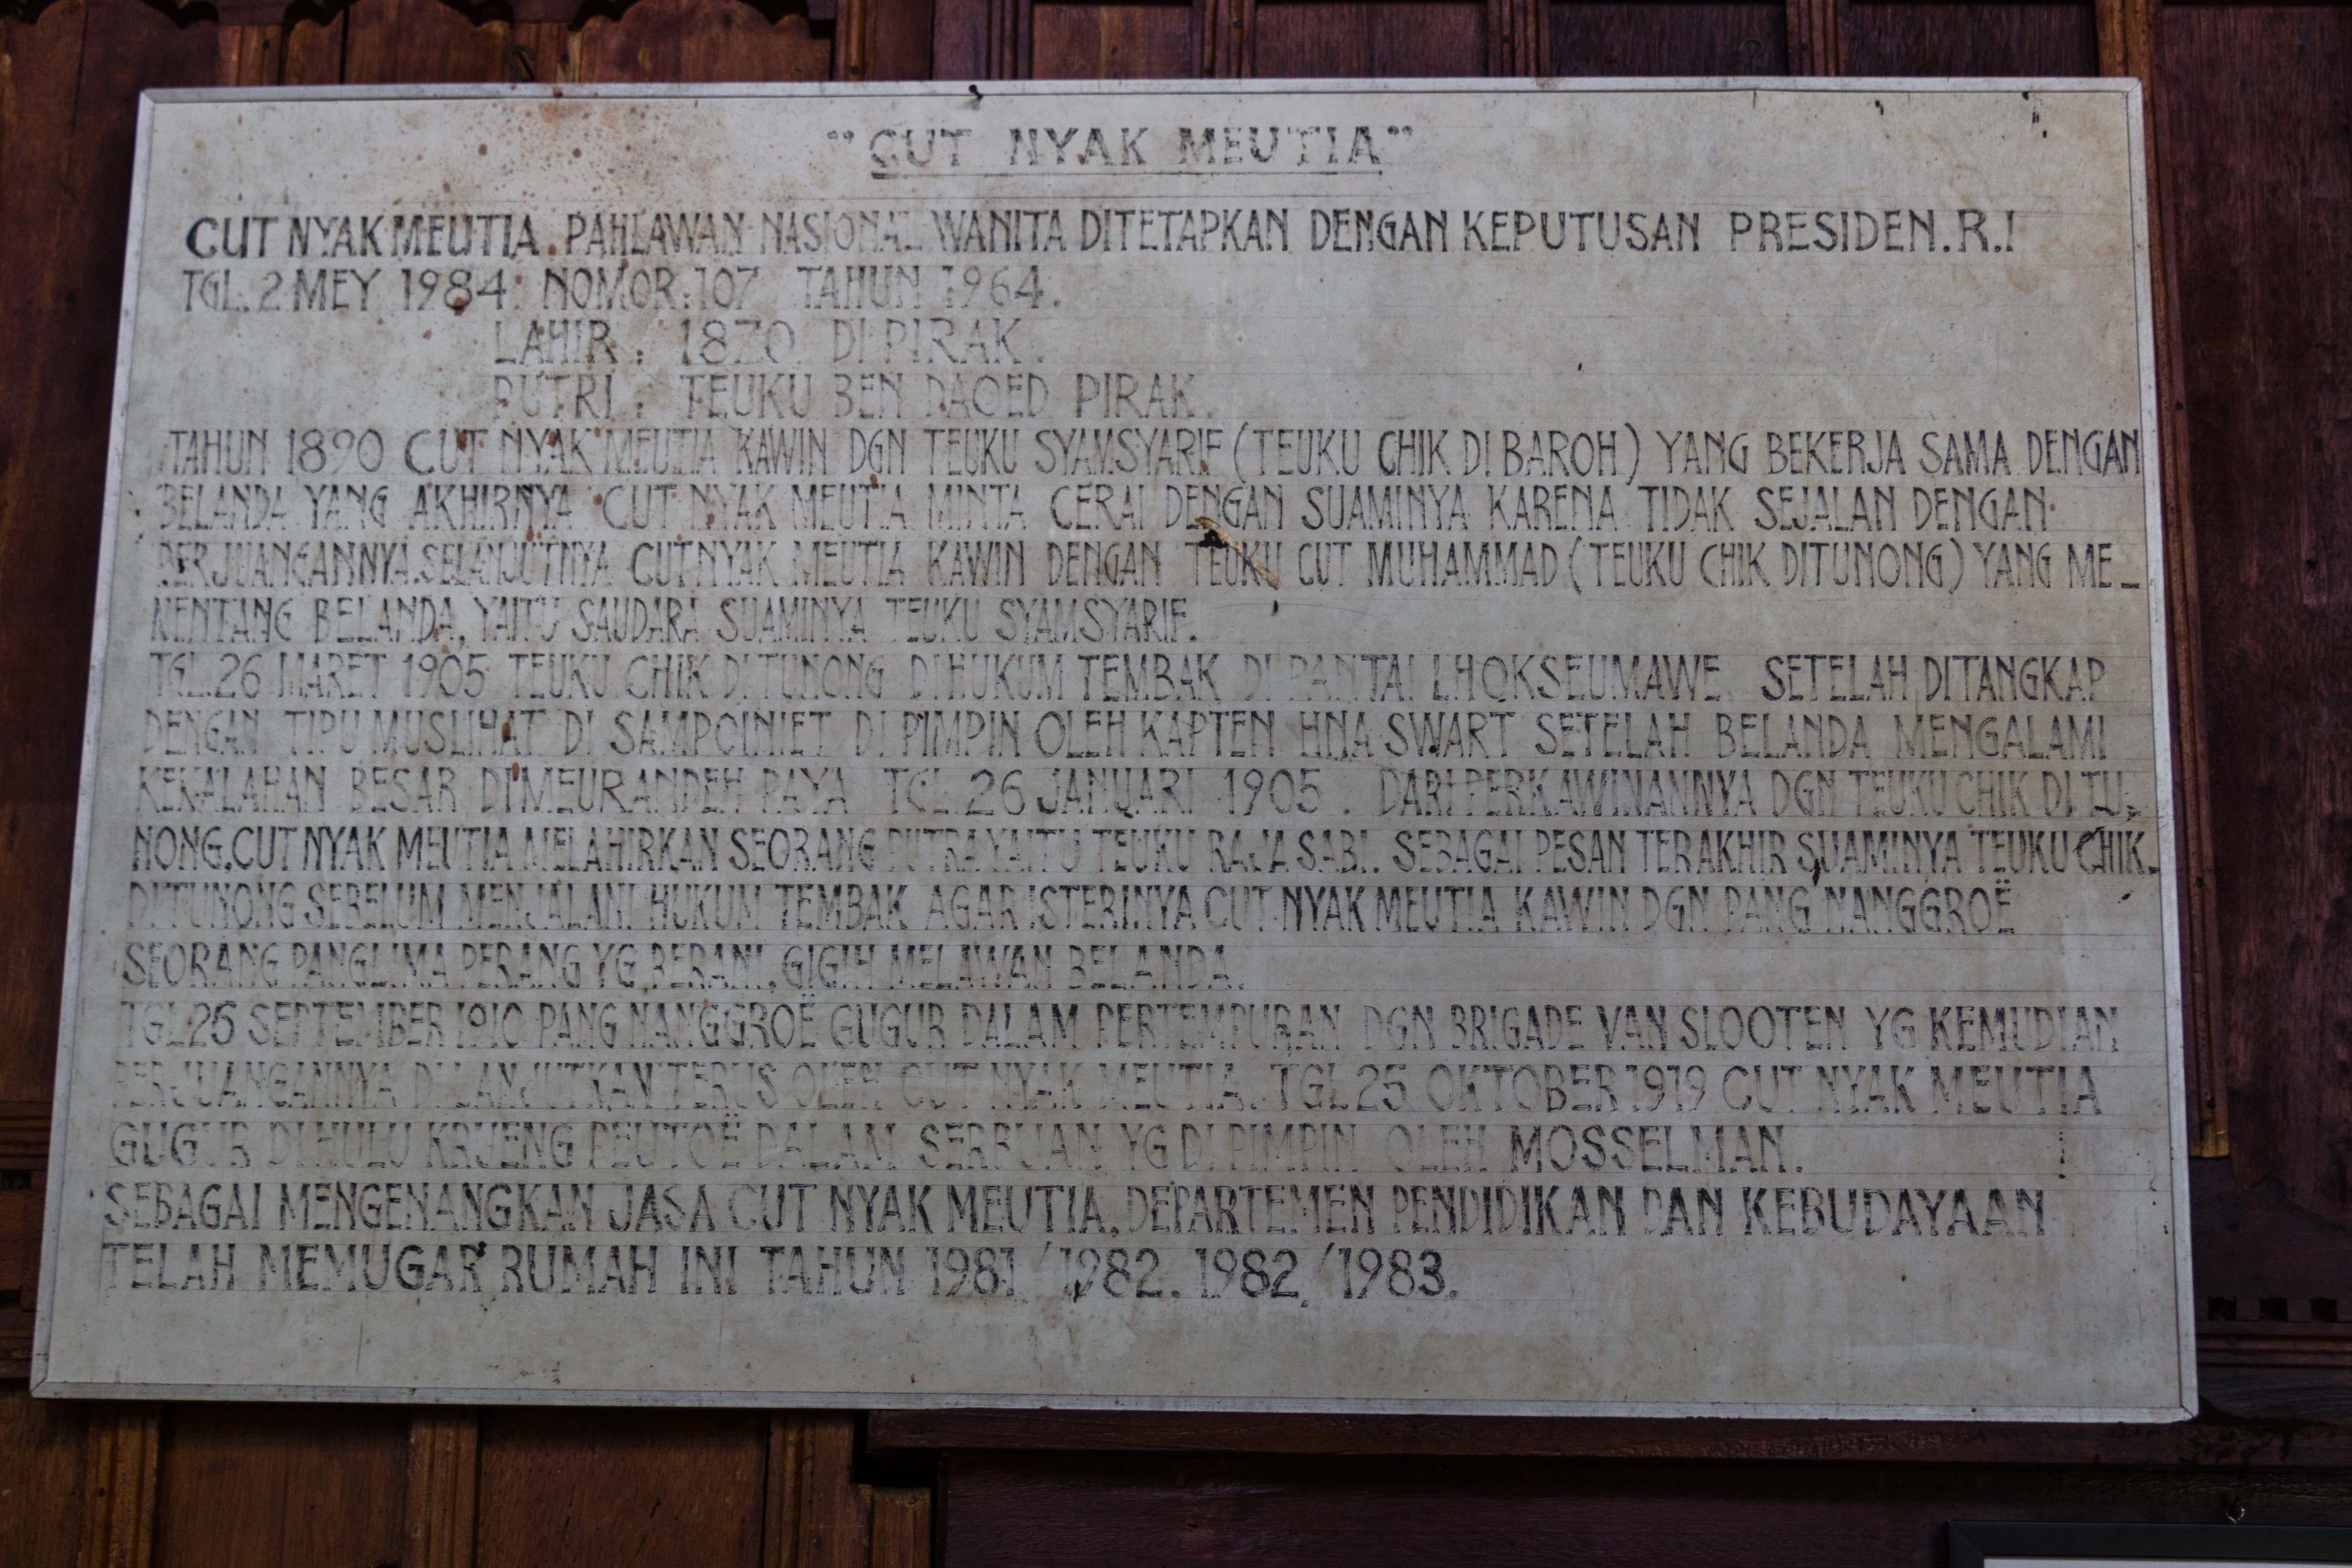 "CUT NYAK MEUTIA"
CUT NYAK MEUTIA. PAHLAWAN NASIONAL WANITA DITETAPKAN DENGAN KEPUTUSAN PRESIDEN.R.I
TGL. 2 MEY 1984 NOMOR:107 TAHUN 1964.
LAHIR : 1870 DI PIRAK.
PUTRI : TEUKU BEN DAOED PIRAK.
TAHUN 1890 CUT NYAK MEUTIA KAWIN DGN TEUKU SYAMSYARIF (TEUKU CHIK DI BAROH) YANG BEKERJA SAMA DENGAN
BELANDA YANG AKHIRNYA CUT NYAK MEUTIA MINTA CERAI DENGAN SUAMINYA KARENA TIDAK SEJALAN DENGAN
PERJUANGANNYA. SELANJUTNYA CUT NYAK MEUTIA KAWIN DENGAN TEUKU CUT MUHAMMAD (TEUKU CHIK DITUNONG) YANG ME_
NENTANG BELANDA, YAITU SAUDARA SUAMINYA TEUKU SYAMSYARIF.
TGL.26 MARET 1905 TEUKU CHIK DI TUNONG DI HUKUM TEMBAK DI PANTAI LHOKSEUMAWE SETELAH DITANGKAP
DENGAN TIPU MUSLIHAT DI SAMPOINIET DI PIMPIN OLEH KAPTEN HNA SWART SETELAH BELANDA MENGALAMI
KEKALAHAN BESAR DI MEURANDEH PAYA TGL.26 JANUARI 1905. DARI PERKAWINANNYA DGN TEUKU CHIK DI TU_
NONG. CUT NYAK MEUTIA MELAHIRKAN SEORANG PUTRA YAITU TEUKU RAJA SABI. SEBAGAI PESAN TERAKHIR SUAMINYA TEUKU CHIK.
DI TUNONG SEBELUM MENJALANI HUKUM TEMBAK AGAR ISTERINYA CUT NYAK MEUTIA KAWIN DGN PANG NANGGROË
SEORANG PANGLIMA PERANG YG BERANI, GIGIH MELAWAN BELANDA.
TGL.25 SEPTEMBER 1910 PANG NANGGROË GUGUR DALAM PERTEMPURAN DGN BRIGADE VAN SLOOTEN YG KEMUDIAN
PERJUANGANNYA DI LANJUTKAN TERUS OLEH CUT NYAK MEUTIA. TGL.25 OKTOBER 1919 CUT NYAK MEUTIA
GUGUR DI HULU KRUENG PEUTOË DALAM SERBUAN YG DI PIMPIN OLEH MOSSELMAN.
SEBAGAI MENGENANGKAN JASA CUT NYAK MEUTIA, DEPARTEMEN PENDIDIKAN DAN KEBUDAYAAN
TELAH MEMUGAR RUMAH INI TAHUN 1981/1982. 1982/1983.